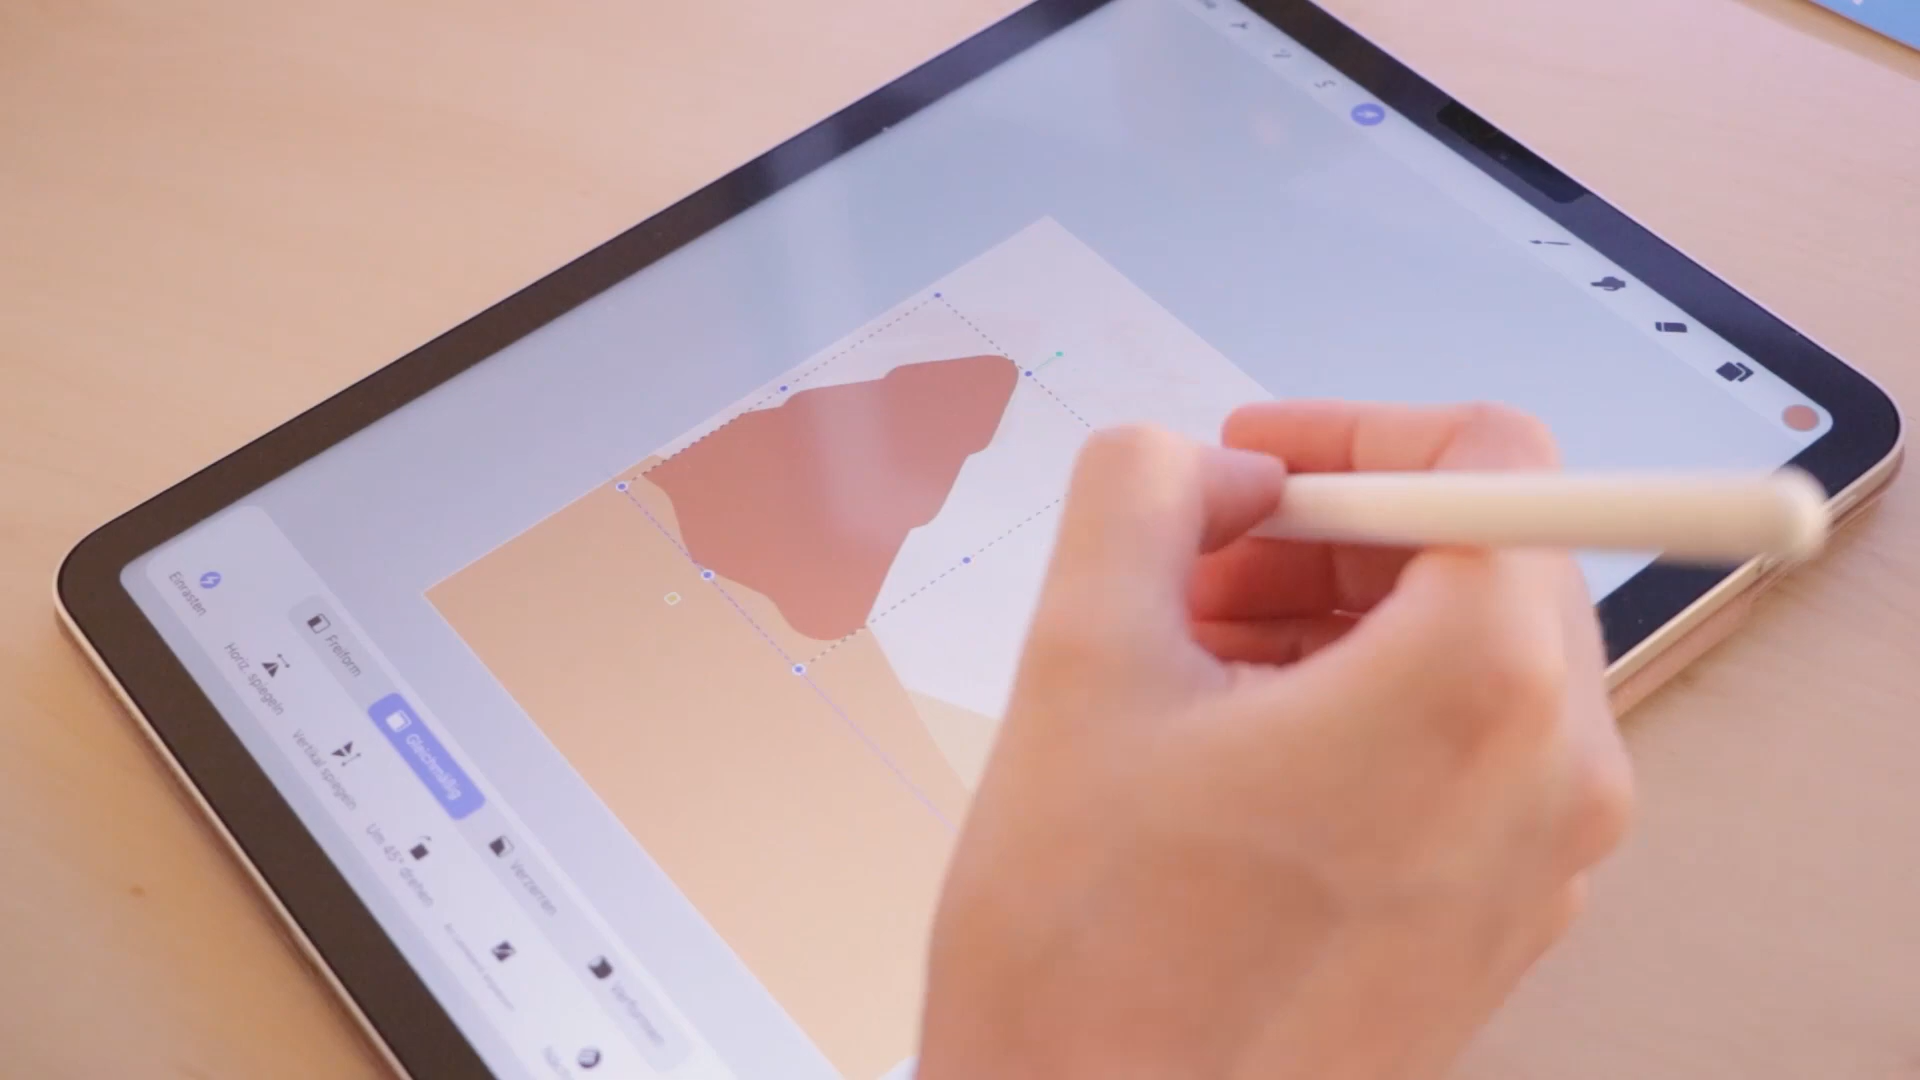 Einrasten
Freiform
Horiz. spiegeln
Gleichmäßig
Vertikal spiegeln
Verzerren
Um 45° drehen
Verformen